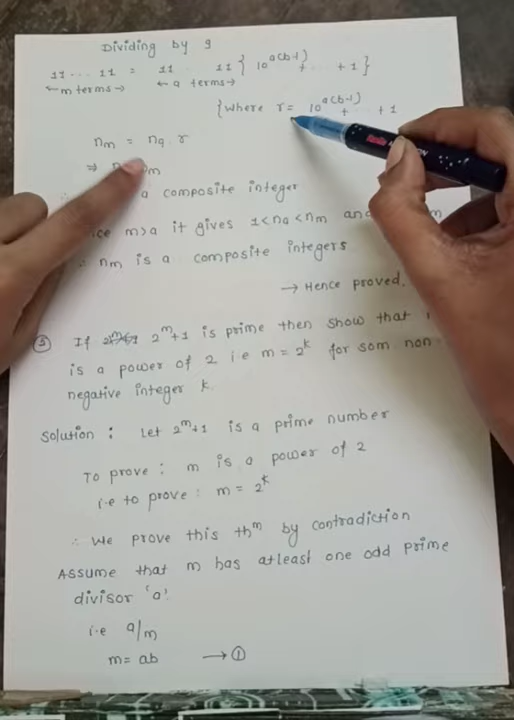 Dividing by 9
11 ... 11 = 11 11 { 10^a(b-1) + ... + 1 }
← m terms → ← a terms →
{ where r = 10^a(b-1) + ... + 1
n_m = n_a . r
⇒
a composite integer
m > a it gives 1 < n_a < n_m and
∴ n_m is a composite integers
→ Hence proved.
③ If 2^m + 1 is prime then show that
is a power of 2 i.e m = 2^k for som non
negative integer k.
Solution : Let 2^m+1 is a prime number
To prove : m is a power of 2
i.e to prove : m = 2^k
∴ We prove this th^m by contradiction
Assume that m has atleast one odd prime
divisor 'a'.
i.e a/m
m = ab → ①